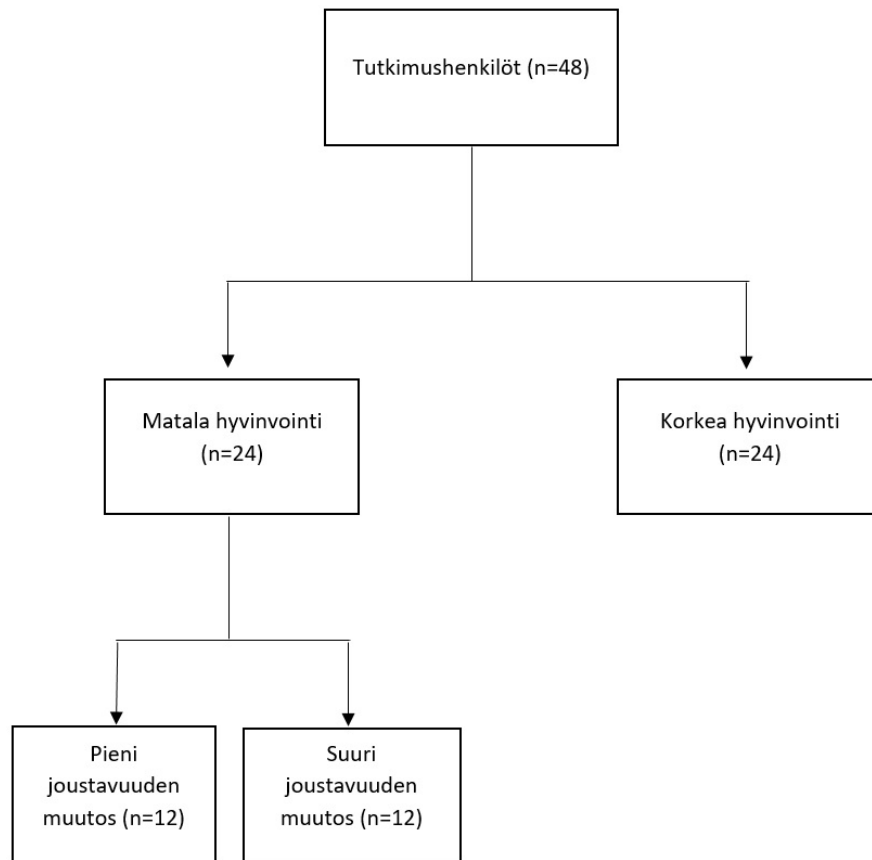 Tutkimushenkilöt (n=48)
Matala hyvinvointi
(n=24)
Korkea hyvinvointi
(n=24)
Pieni
joustavuuden
muutos (n=12)
Suuri
joustavuuden
muutos (n=12)